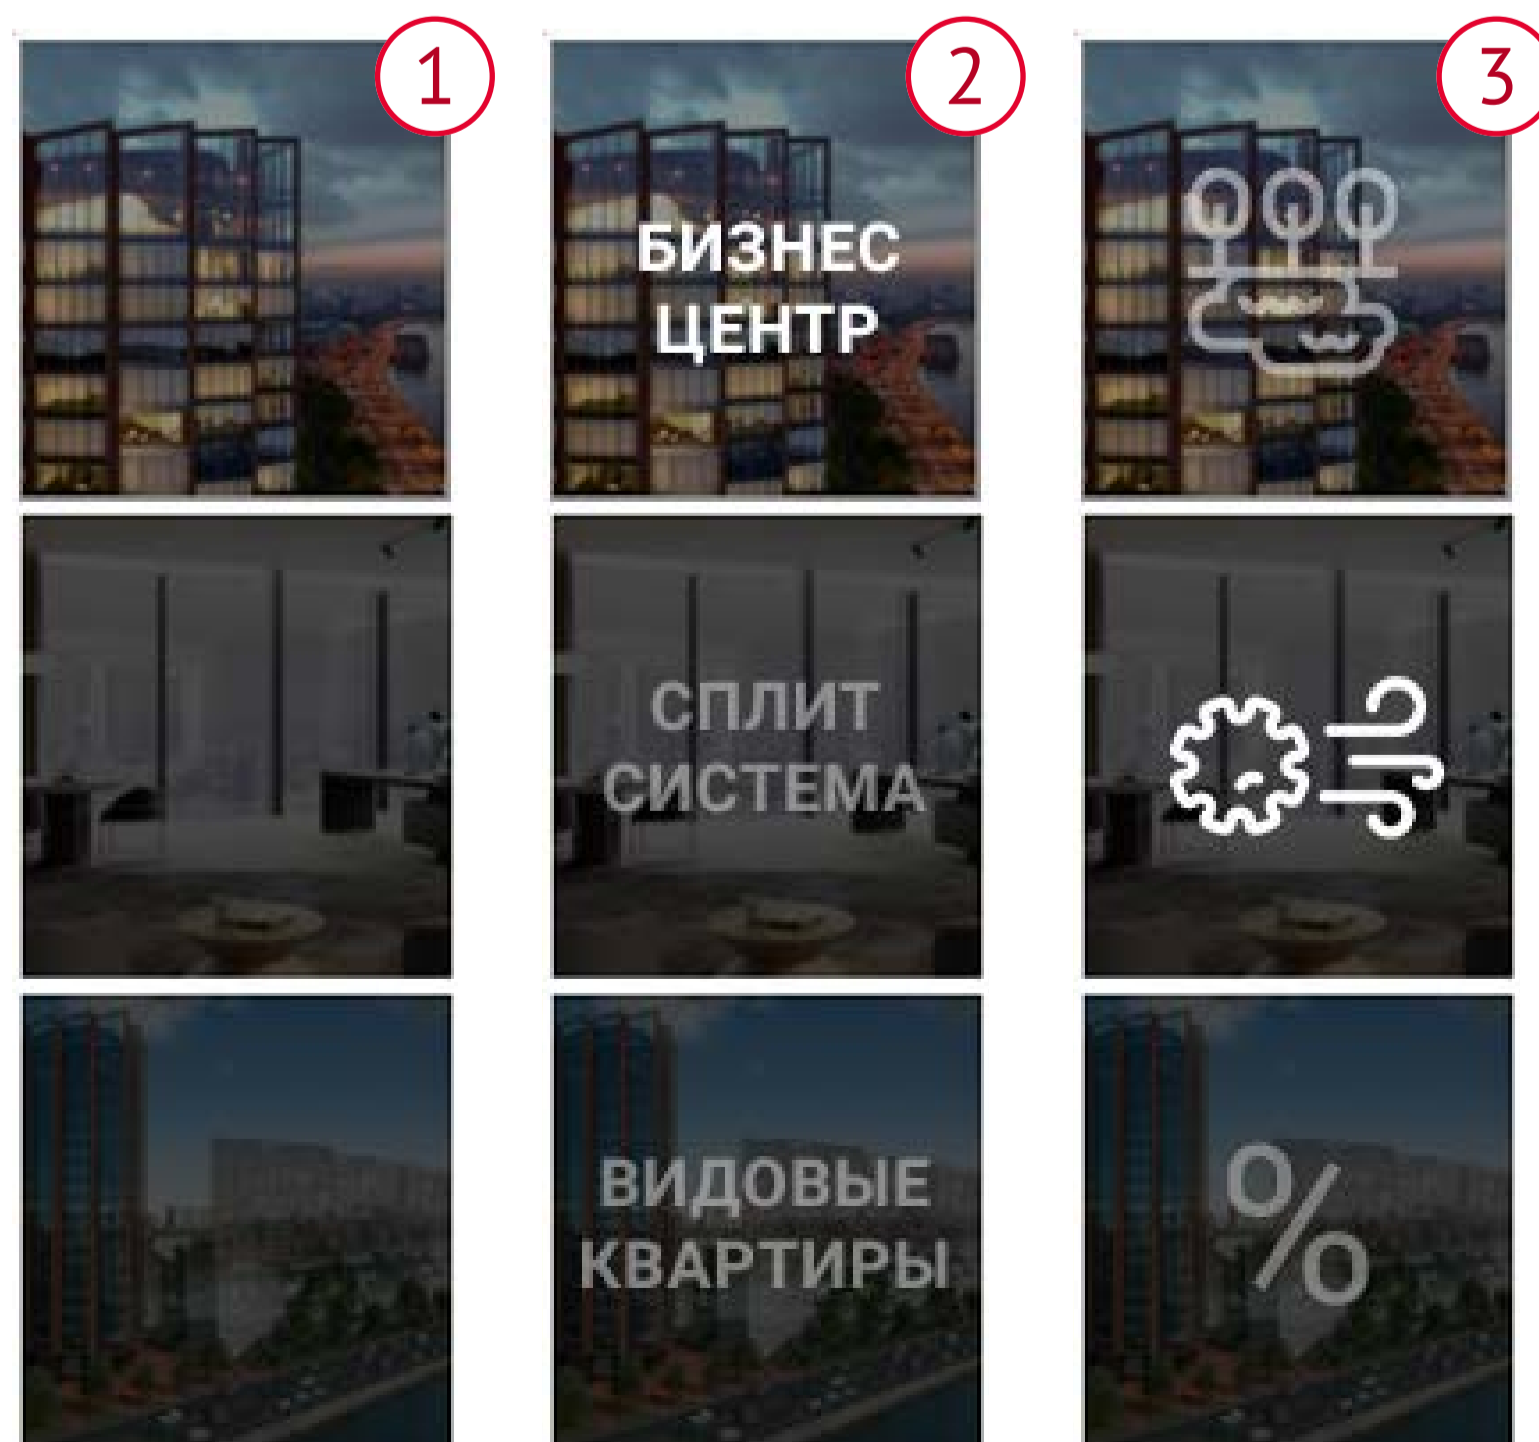 1
2
3
БИЗНЕС
ЦЕНТР
СПЛИТ
СИСТЕМА
ВИДОВЫЕ
КВАРТИРЫ
%